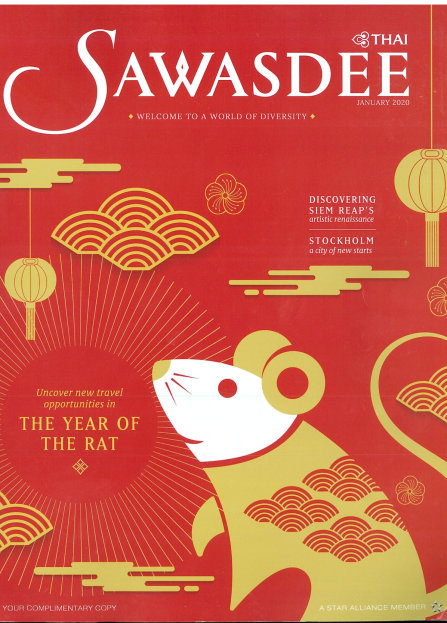 THAI
SAWASDEE
JANUARY 2020
WELCOME TO A WORLD OF DIVERSITY
DISCOVERING
SIEM REAP'S
artistic renaissance
STOCKHOLM
a city of new starts
Uncover new travel
opportunities in
THE YEAR OF
THE RAT
YOUR COMPLIMENTARY COPY
A STAR ALLIANCE MEMBER